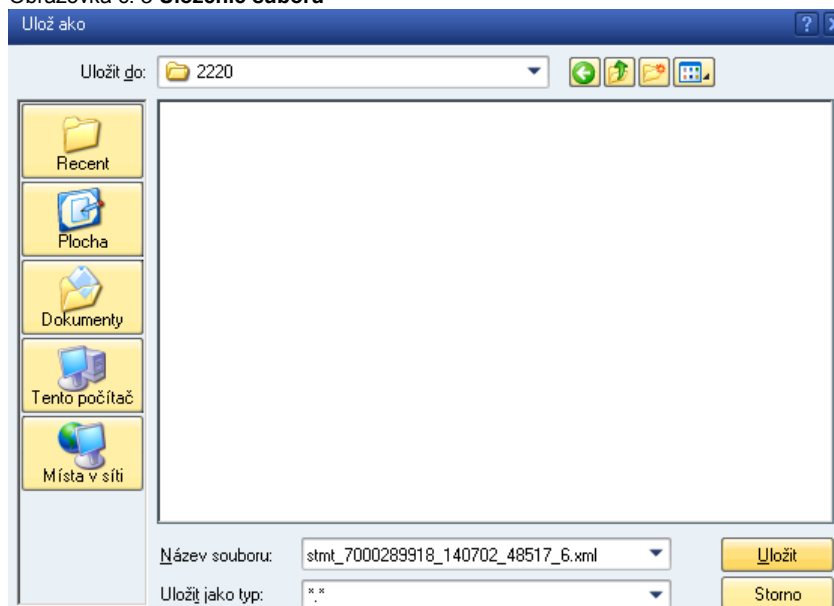 Ulož ako
Uložit do: 2220
Recent
Plocha
Dokumenty
Tento počítač
Místa v síti
Název souboru: stmt_7000289918_140702_48517_6.xml Uložit
Uložit jako typ: *.* Storno